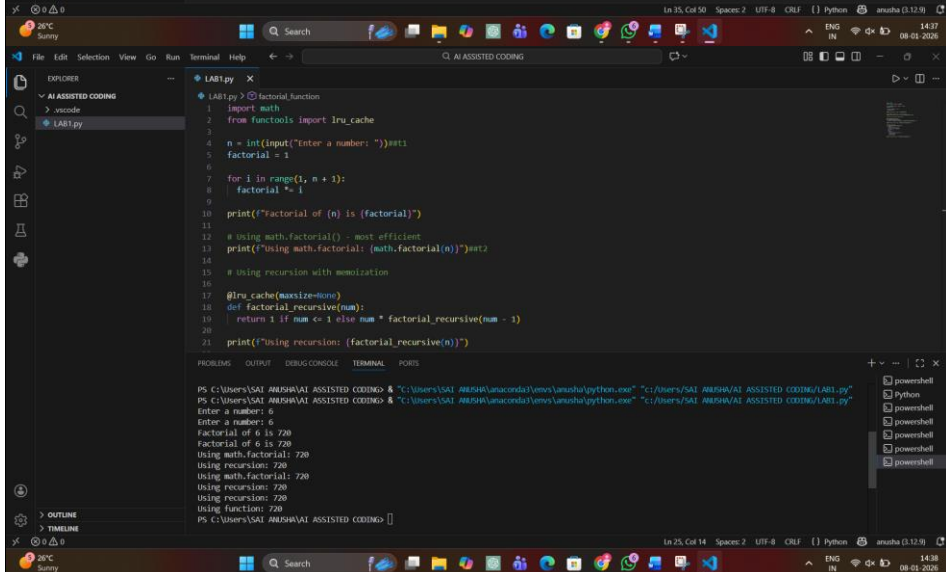 Ln 35, Col 50 Spaces: 2 UTF-8 CRLF {} Python anusha (3.12.9)
0 0
26°C
Sunny
Search
ENG
IN
14:37
08-01-2026
File Edit Selection View Go Run Terminal Help
AI ASSISTED CODING
EXPLORER
AI ASSISTED CODING
.vscode
LAB1.py
LAB1.py
LAB1.py > factorial_function
1 import math
2 from functools import lru_cache
3
4 n = int(input("Enter a number: "))##t1
5 factorial = 1
6
7 for i in range(1, n + 1):
8 factorial *= i
9
10 print(f"Factorial of {n} is {factorial}")
11
12 # Using math.factorial() - most efficient
13 print(f"Using math.factorial: {math.factorial(n)}")##t2
14
15 # Using recursion with memoization
16
17 @lru_cache(maxsize=None)
18 def factorial_recursive(num):
19 return 1 if num <= 1 else num * factorial_recursive(num - 1)
20
21 print(f"Using recursion: {factorial_recursive(n)}")
PROBLEMS OUTPUT DEBUG CONSOLE TERMINAL PORTS
PS C:\Users\SAI ANUSHA\AI ASSISTED CODING> & "C:\Users\SAI ANUSHA\anaconda3\envs\anusha\python.exe" "c:/Users/SAI ANUSHA/AI ASSISTED CODING/LAB1.py"
PS C:\Users\SAI ANUSHA\AI ASSISTED CODING> & "C:\Users\SAI ANUSHA\anaconda3\envs\anusha\python.exe" "c:/Users/SAI ANUSHA/AI ASSISTED CODING/LAB1.py"
Enter a number: 6
Enter a number: 6
Factorial of 6 is 720
Factorial of 6 is 720
Using math.factorial: 720
Using recursion: 720
Using math.factorial: 720
Using recursion: 720
Using recursion: 720
Using function: 720
PS C:\Users\SAI ANUSHA\AI ASSISTED CODING>
powershell
Python
powershell
powershell
powershell
powershell
OUTLINE
TIMELINE
0 0
Ln 25, Col 14 Spaces: 2 UTF-8 CRLF {} Python anusha (3.12.9)
26°C
Sunny
Search
ENG
IN
14:38
08-01-2026